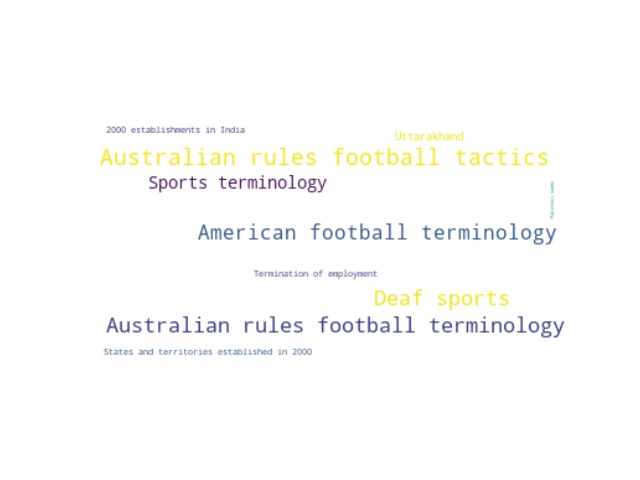 2000 establishments in India
Uttarakhand
Australian rules football tactics
Sports terminology
American football terminology
Termination of employment
Deaf sports
Australian rules football terminology
States and territories established in 2000